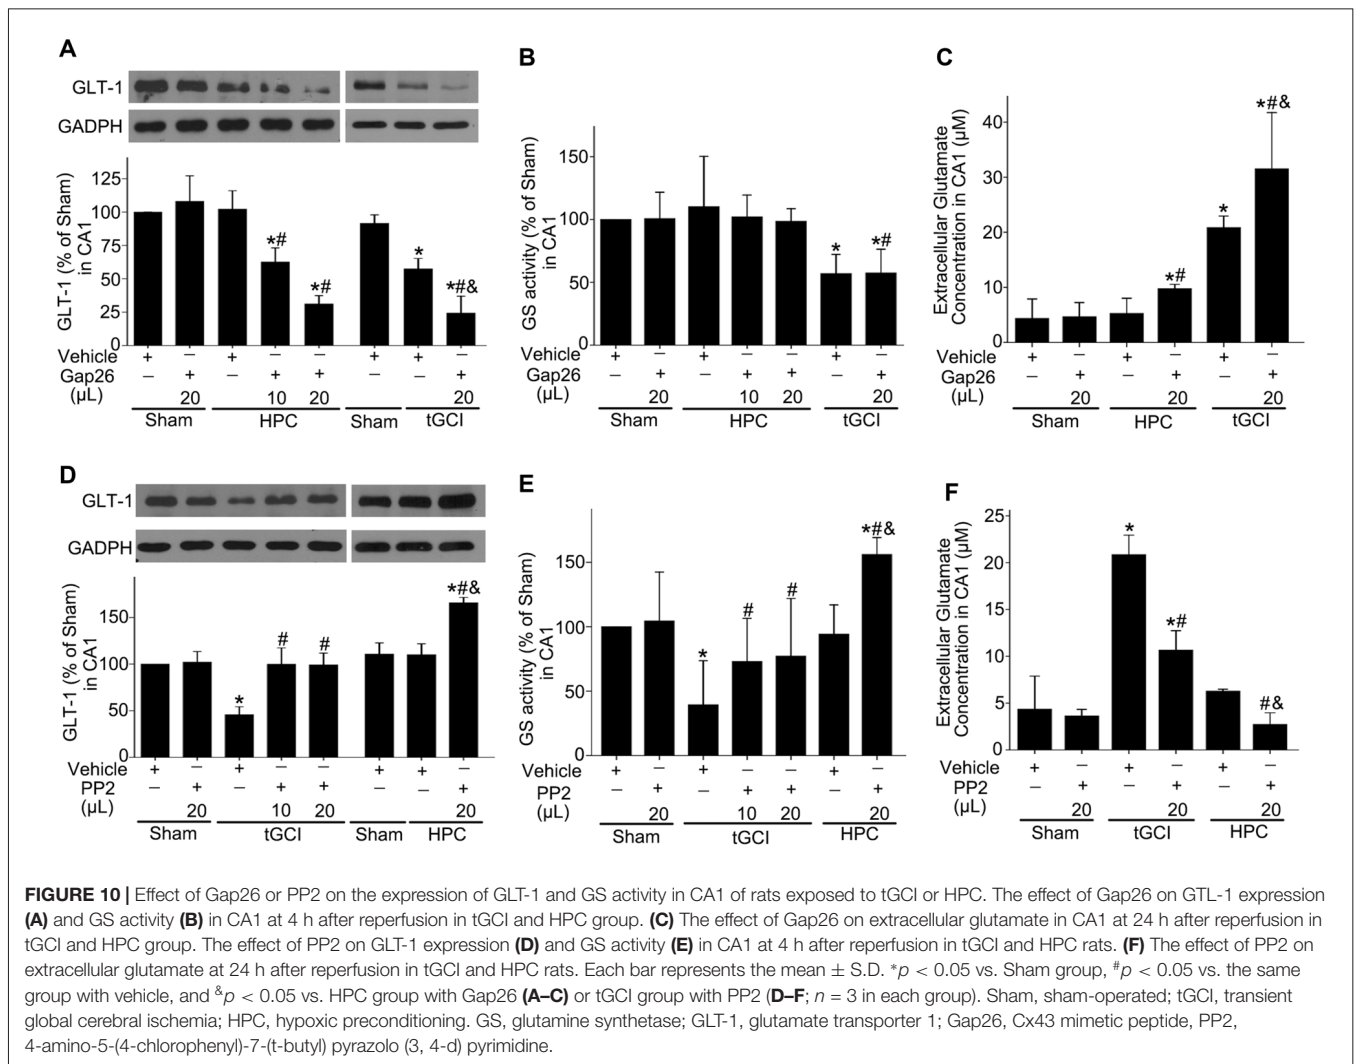 A
GLT-1
GADPH
GLT-1 (% of Sham)
in CA1
125
100
75
50
25
0
*#
*#
*
*#&
Vehicle + – + – – + + –
Gap26 – + – + + – – +
(µL) 20 10 20 20
Sham HPC Sham tGCI
B
GS activity (% of Sham)
in CA1
150
100
50
0
*
*#
Vehicle + – + – – + –
Gap26 – + – + + – +
(µL) 20 10 20 20
Sham HPC tGCI
C
Extracellular Glutamate
Concentration in CA1 (µM)
40
30
20
10
0
*#
*
*#&
Vehicle + – + – + –
Gap26 – + – + – +
(µL) 20 20 20
Sham HPC tGCI
D
GLT-1
GADPH
GLT-1 (% of Sham)
in CA1
150
100
50
0
*
#
#
*#&
Vehicle + – + – – + + –
PP2 – + – + + – – +
(µL) 20 10 20 20
Sham tGCI Sham HPC
E
GS activity (% of Sham)
in CA1
150
100
50
0
*
#
#
*#&
Vehicle + – + – – + –
PP2 – + – + + – +
(µL) 20 10 20 20
Sham tGCI HPC
F
Extracellular Glutamate
Concentration in CA1 (µM)
25
20
15
10
5
0
*
*#
#&
Vehicle + – + – + –
PP2 – + – + – +
(µL) 20 20 20
Sham tGCI HPC
FIGURE 10 | Effect of Gap26 or PP2 on the expression of GLT-1 and GS activity in CA1 of rats exposed to tGCI or HPC. The effect of Gap26 on GTL-1 expression
(A) and GS activity (B) in CA1 at 4 h after reperfusion in tGCI and HPC group. (C) The effect of Gap26 on extracellular glutamate in CA1 at 24 h after reperfusion in
tGCI and HPC group. The effect of PP2 on GLT-1 expression (D) and GS activity (E) in CA1 at 4 h after reperfusion in tGCI and HPC rats. (F) The effect of PP2 on
extracellular glutamate at 24 h after reperfusion in tGCI and HPC rats. Each bar represents the mean ± S.D. *p < 0.05 vs. Sham group, #p < 0.05 vs. the same
group with vehicle, and &p < 0.05 vs. HPC group with Gap26 (A–C) or tGCI group with PP2 (D–F; n = 3 in each group). Sham, sham-operated; tGCI, transient
global cerebral ischemia; HPC, hypoxic preconditioning. GS, glutamine synthetase; GLT-1, glutamate transporter 1; Gap26, Cx43 mimetic peptide, PP2,
4-amino-5-(4-chlorophenyl)-7-(t-butyl) pyrazolo (3, 4-d) pyrimidine.